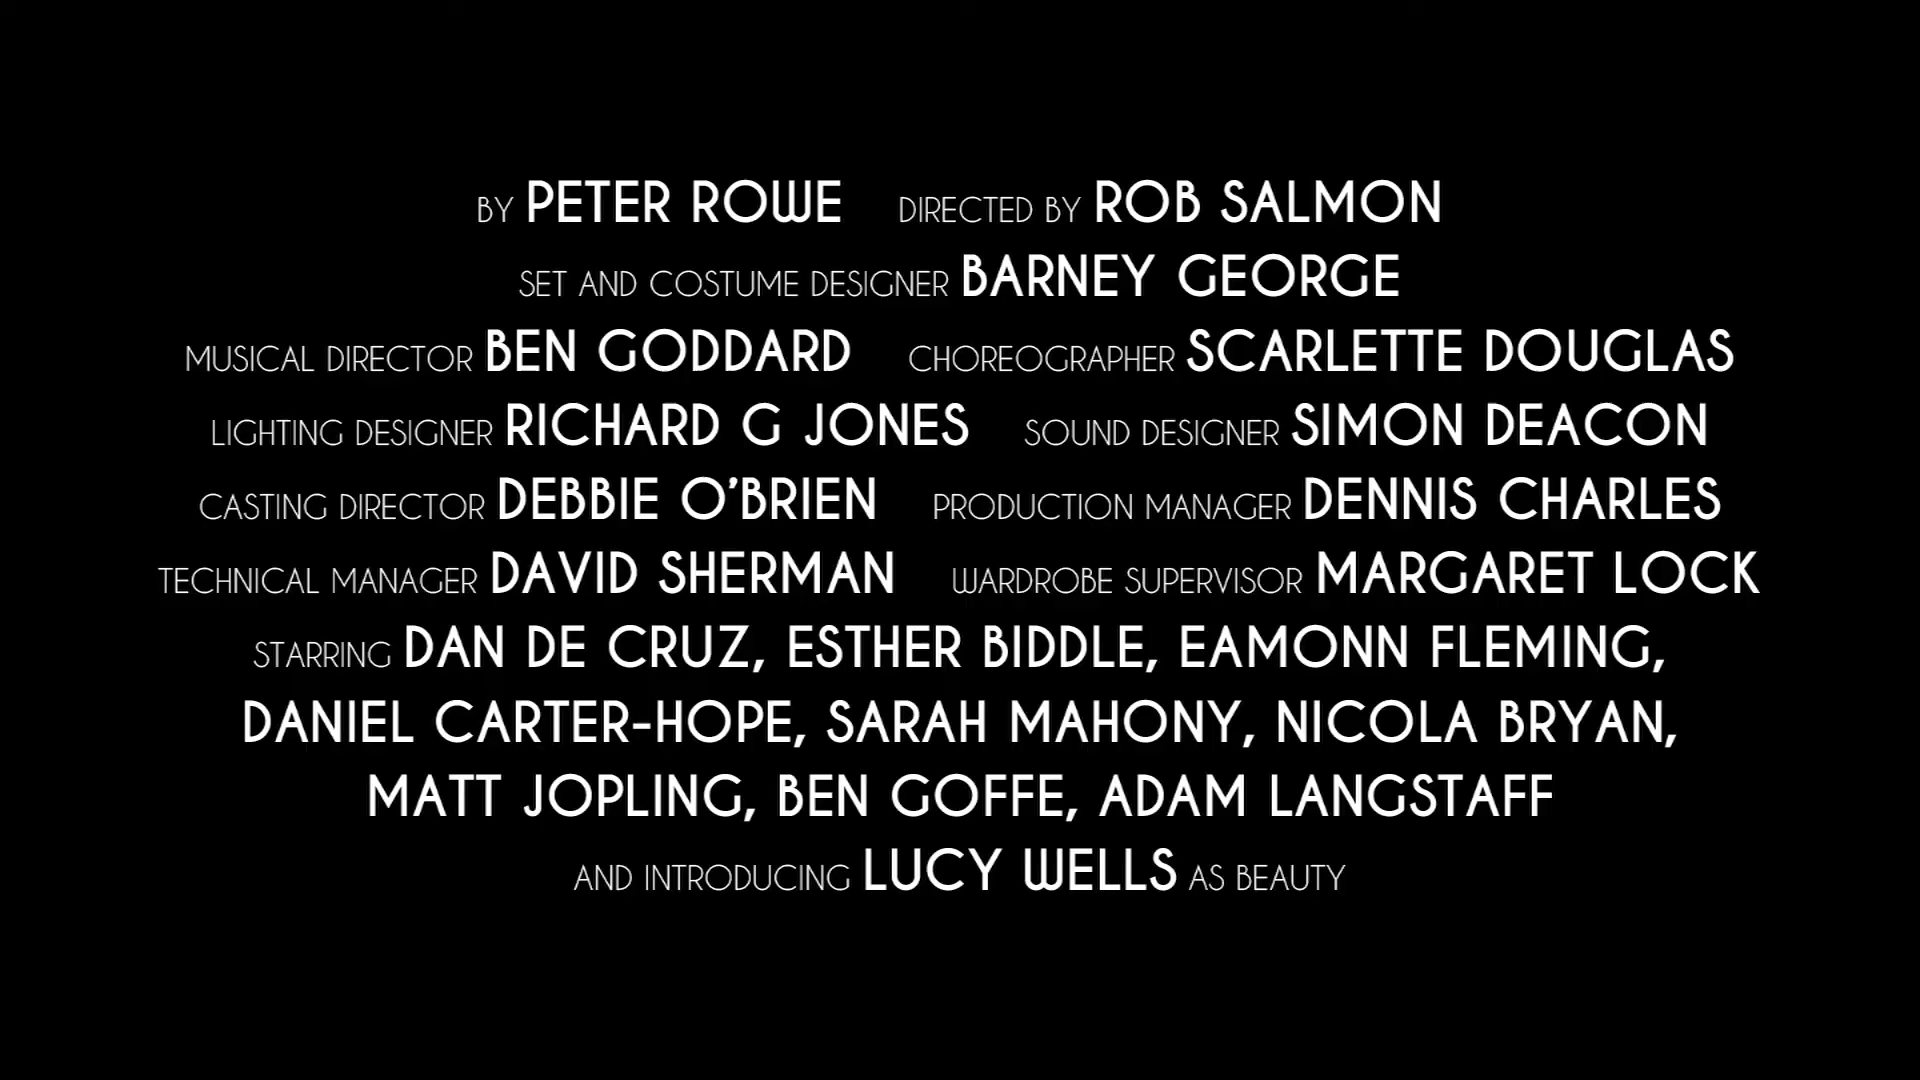 BY PETER ROWE DIRECTED BY ROB SALMON
SET AND COSTUME DESIGNER BARNEY GEORGE
MUSICAL DIRECTOR BEN GODDARD CHOREOGRAPHER SCARLETTE DOUGLAS
LIGHTING DESIGNER RICHARD G JONES SOUND DESIGNER SIMON DEACON
CASTING DIRECTOR DEBBIE O'BRIEN PRODUCTION MANAGER DENNIS CHARLES
TECHNICAL MANAGER DAVID SHERMAN WARDROBE SUPERVISOR MARGARET LOCK
STARRING DAN DE CRUZ, ESTHER BIDDLE, EAMONN FLEMING,
DANIEL CARTER-HOPE, SARAH MAHONY, NICOLA BRYAN,
MATT JOPLING, BEN GOFFE, ADAM LANGSTAFF
AND INTRODUCING LUCY WELLS AS BEAUTY